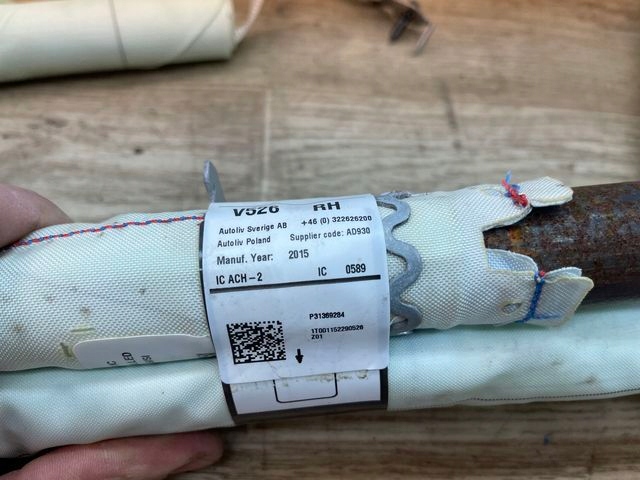 V526 RH
Autoliv Sverige AB +46 (0) 322626200
Autoliv Poland Supplier code: AD930
Manuf. Year: 2015
IC ACH-2 IC 0589
P31369284
1T001152290526
Z01